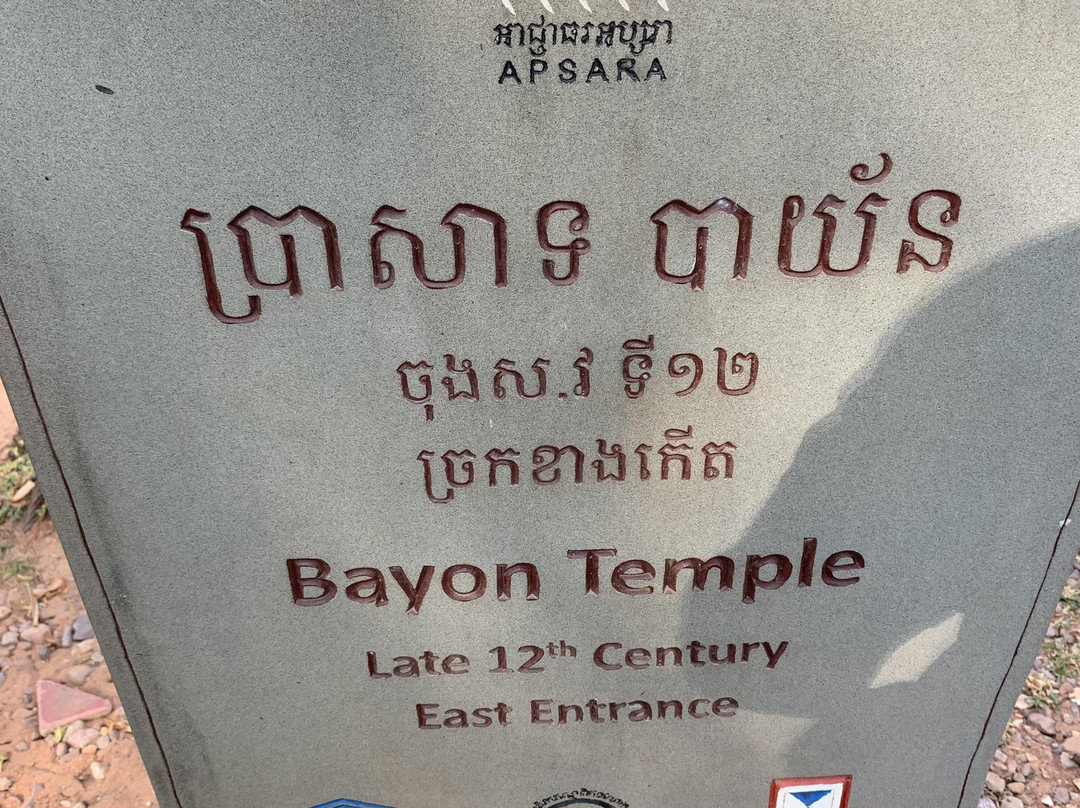 អាជ្ញាធរអប្សរា
APSARA
ប្រាសាទ បាយ័ន
ចុងស.វ ទី១២
ច្រកខាងកើត
Bayon Temple
Late 12th Century
East Entrance